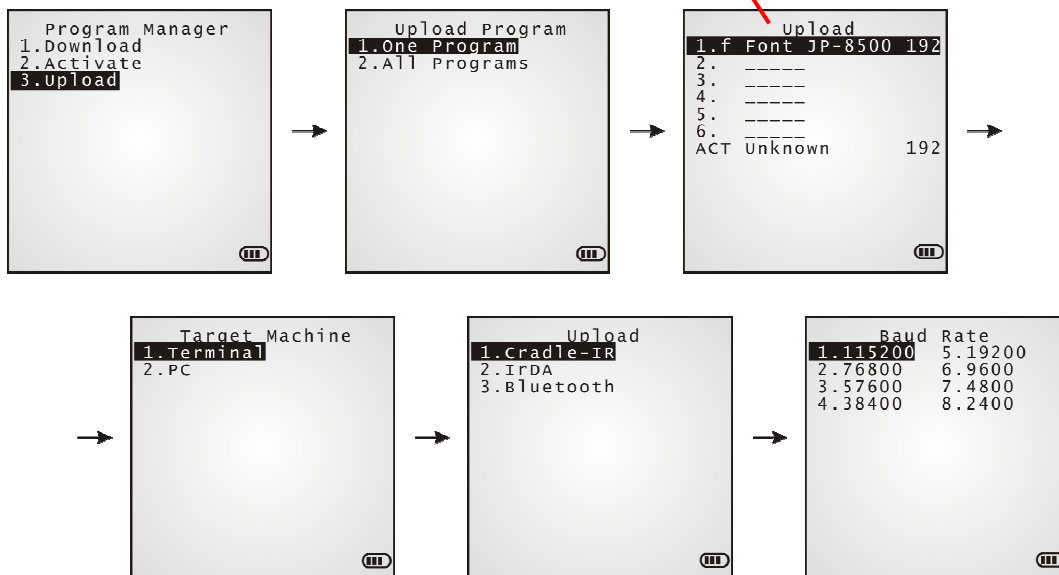 Program Manager
1.Download
2.Activate
3.Upload
Upload Program
1.One Program
2.All Programs
Upload
1.f Font JP-8500 192
2. _____
3. _____
4. _____
5. _____
6. _____
ACT Unknown 192
Target Machine
1.Terminal
2.PC
Upload
1.Cradle-IR
2.IrDA
3.Bluetooth
Baud Rate
1.115200 5.19200
2.76800 6.9600
3.57600 7.4800
4.38400 8.2400